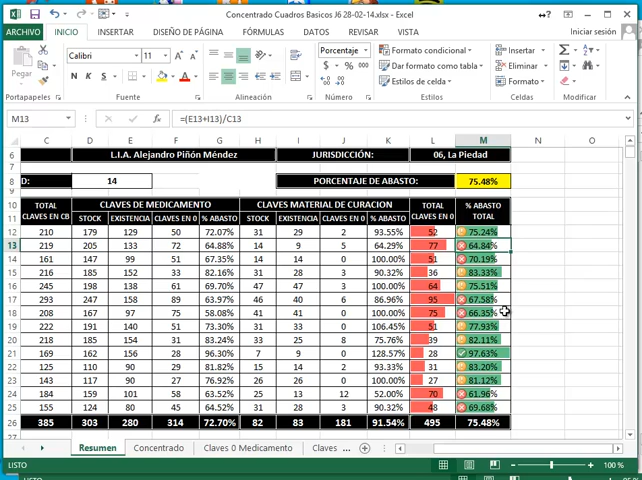 Concentrado Cuadros Basicos J6 28-02-14.xlsx - Excel
ARCHIVO INICIO INSERTAR DISEÑO DE PÁGINA FÓRMULAS DATOS REVISAR VISTA Iniciar sesión
Pegar Calibri 11 Porcentaje Formato condicional Insertar
N K S $ % 000 Dar formato como tabla Eliminar
Estilos de celda Formato
Portapapeles Fuente Alineación Número Estilos Celdas Modificar
M13 =(E13+I13)/C13
C D E F G H I J K L M N O
6 L.I.A. Alejandro Piñón Méndez JURISDICCIÓN: 06, La Piedad
7
8 D: 14 PORCENTAJE DE ABASTO: 75.48%
9
10 TOTAL CLAVES DE MEDICAMENTO CLAVES MATERIAL DE CURACION TOTAL % ABASTO
11 CLAVES EN CB STOCK EXISTENCIA CLAVES EN 0 % ABASTO STOCK EXISTENCIA CLAVES EN 0 % ABASTO CLAVES EN 0 TOTAL
12 210 179 129 50 72.07% 31 29 2 93.55% 52 75.24%
13 219 205 133 72 64.88% 14 9 5 64.29% 77 64.84%
14 161 147 99 51 67.35% 14 14 0 100.00% 51 70.19%
15 216 185 152 33 82.16% 31 28 3 90.32% 36 83.33%
16 245 198 138 61 69.70% 47 47 3 100.00% 64 75.51%
17 293 247 158 89 63.97% 46 40 6 86.96% 95 67.58%
18 208 167 97 75 58.08% 41 41 0 100.00% 75 66.35%
19 222 191 140 51 73.30% 31 33 0 106.45% 51 77.93%
20 218 185 154 31 83.24% 33 25 8 75.76% 39 82.11%
21 169 162 156 28 96.30% 7 9 0 128.57% 28 97.63%
22 125 110 90 29 81.82% 15 14 2 93.33% 31 83.20%
23 143 117 90 27 76.92% 26 26 0 100.00% 27 81.12%
24 184 159 101 58 63.52% 25 13 12 52.00% 70 61.96%
25 155 124 80 45 64.52% 31 28 3 90.32% 48 69.68%
26 385 303 280 314 72.70% 82 83 181 91.54% 495 75.48%
27
Resumen Concentrado Claves 0 Medicamento Claves ...
LISTO 100 %
LISTO